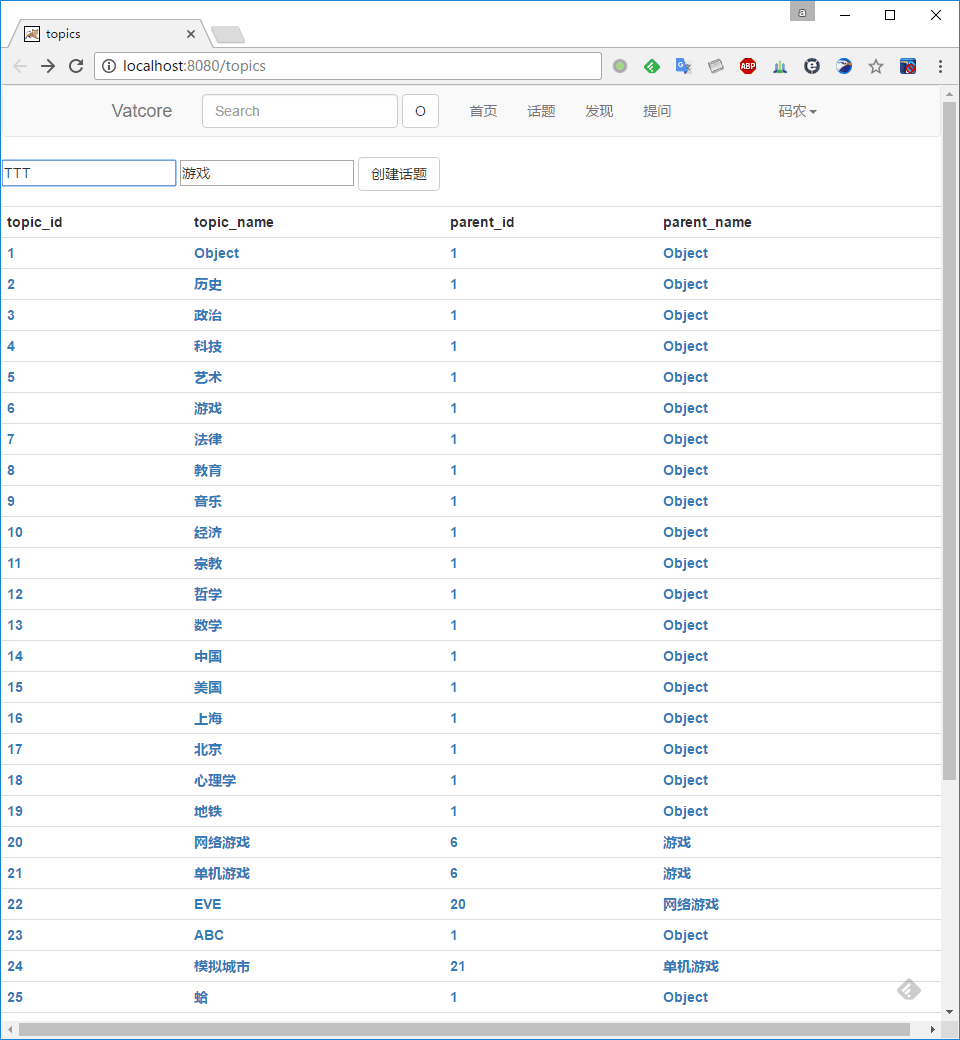 a
topics
localhost:8080/topics
ABP
Vatcore Search O 首页 话题 发现 提问 码农
TTT 游戏 创建话题
topic_id topic_name parent_id parent_name
1 Object 1 Object
2 历史 1 Object
3 政治 1 Object
4 科技 1 Object
5 艺术 1 Object
6 游戏 1 Object
7 法律 1 Object
8 教育 1 Object
9 音乐 1 Object
10 经济 1 Object
11 宗教 1 Object
12 哲学 1 Object
13 数学 1 Object
14 中国 1 Object
15 美国 1 Object
16 上海 1 Object
17 北京 1 Object
18 心理学 1 Object
19 地铁 1 Object
20 网络游戏 6 游戏
21 单机游戏 6 游戏
22 EVE 20 网络游戏
23 ABC 1 Object
24 模拟城市 21 单机游戏
25 蛤 1 Object